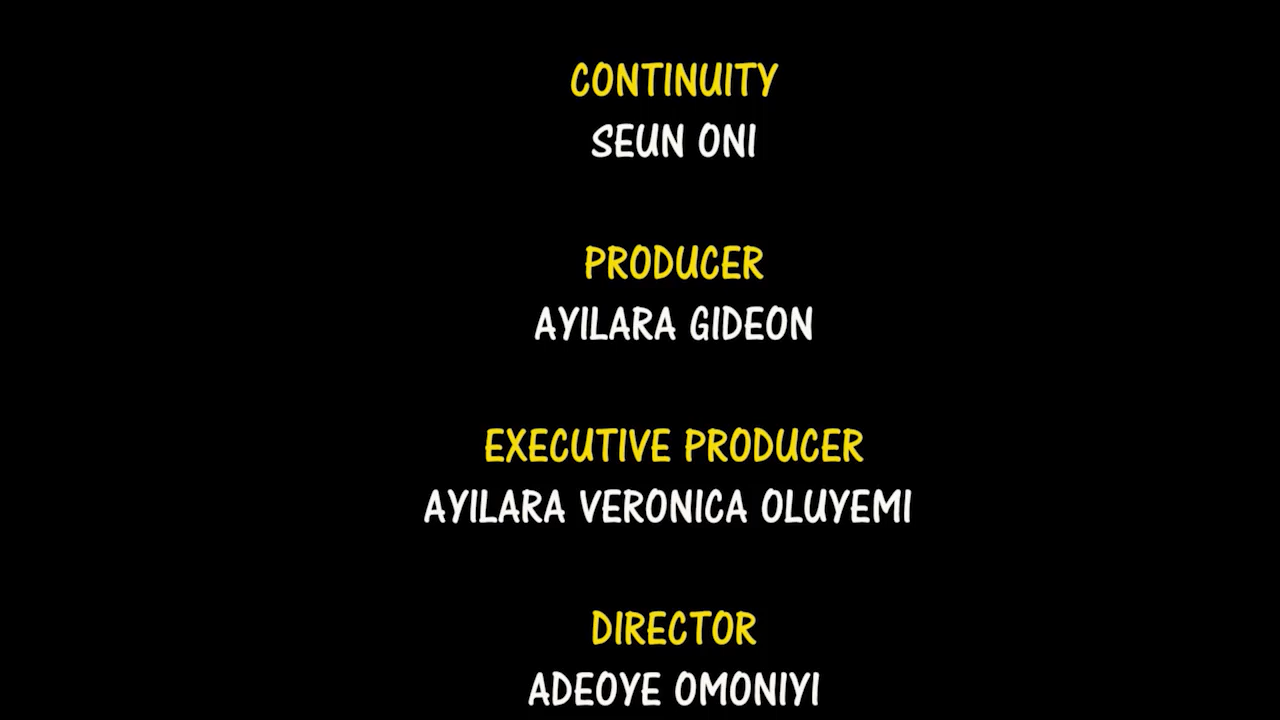 CONTINUITY
SEUN ONI
PRODUCER
AYILARA GIDEON
EXECUTIVE PRODUCER
AYILARA VERONICA OLUYEMI
DIRECTOR
ADEOYE OMONIYI